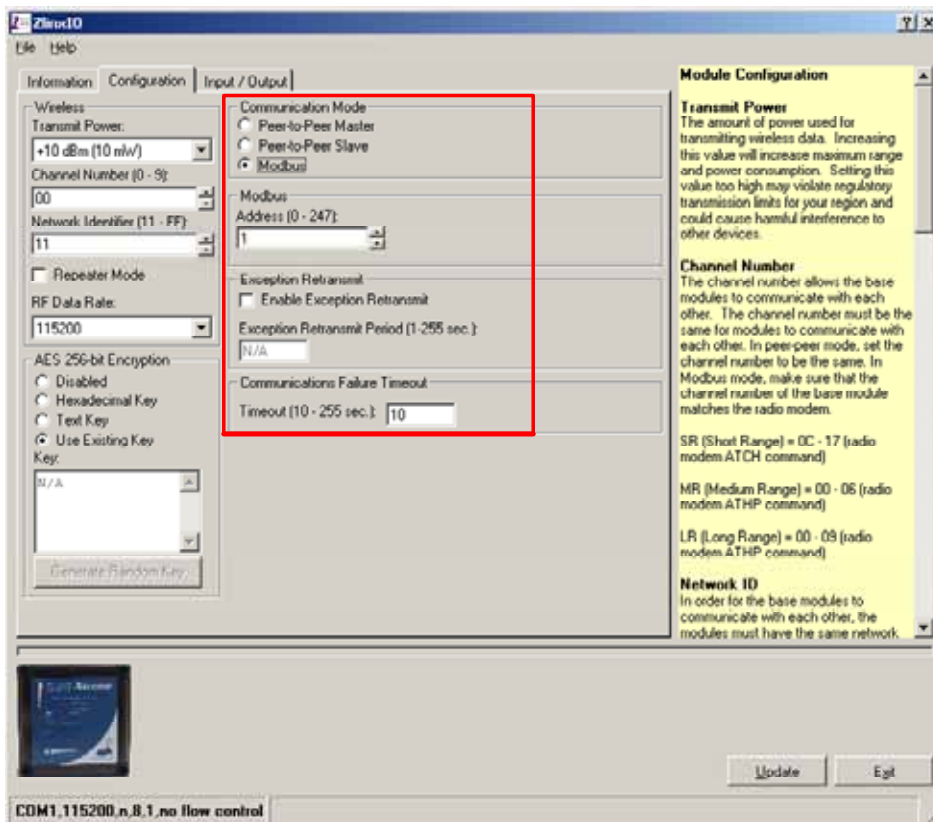 ZlinxIO
File Help
Information Configuration Input / Output
Wireless
Transmit Power:
+10 dBm (10 mW)
Channel Number (0 - 9):
00
Network Identifier (11 - FF):
11
Repeater Mode
RF Data Rate:
115200
AES 256-bit Encryption
Disabled
Hexadecimal Key
Text Key
Use Existing Key
Key:
N/A
Generate Random Key
Communication Mode
Peer-to-Peer Master
Peer-to-Peer Slave
Modbus
Modbus
Address (0 - 247):
1
Exception Retransmit
Enable Exception Retransmit
Exception Retransmit Period (1-255 sec.):
N/A
Communications Failure Timeout
Timeout (10 - 255 sec.): 10
Module Configuration
Transmit Power
The amount of power used for
transmitting wireless data. Increasing
this value will increase maximum range
and power consumption. Setting this
value too high may violate regulatory
transmission limits for your region and
could cause harmful interference to
other devices.
Channel Number
The channel number allows the base
modules to communicate with each
other. The channel number must be the
same for modules to communicate with
each other. In peer-peer mode, set the
channel number to be the same. In
Modbus mode, make sure that the
channel number of the base module
matches the radio modem.
SR (Short Range) = 0C - 17 (radio
modem ATCH command)
MR (Medium Range) = 00 - 06 (radio
modem ATHP command)
LR (Long Range) = 00 - 09 (radio
modem ATHP command)
Network ID
In order for the base modules to
communicate with each other, the
modules must have the same network
Update Exit
COM1,115200,n,8,1,no flow control